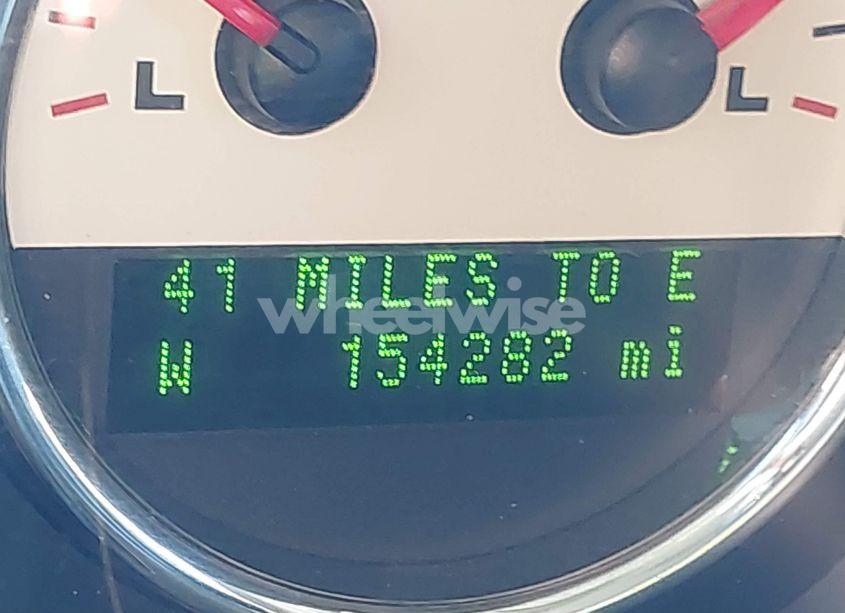 L L
41 MILES TO E
wheelwise
W 154282 mi